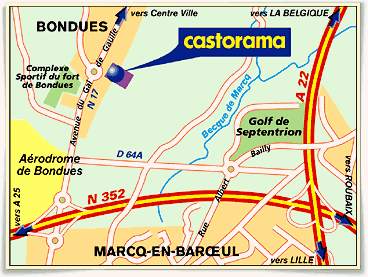 BONDUES
vers Centre Ville
vers LA BELGIQUE
castorama
Complexe
Sportif du fort
de Bondues
Avenue du Gal de Gaulle
N 17
Becque de Marcq
A 22
Golf de
Septentrion
Bailly
D 64A
Aérodrome
de Bondues
vers ROUBAIX
Albert
Rue
N 352
vers A 25
MARCQ-EN-BARŒUL
vers LILLE